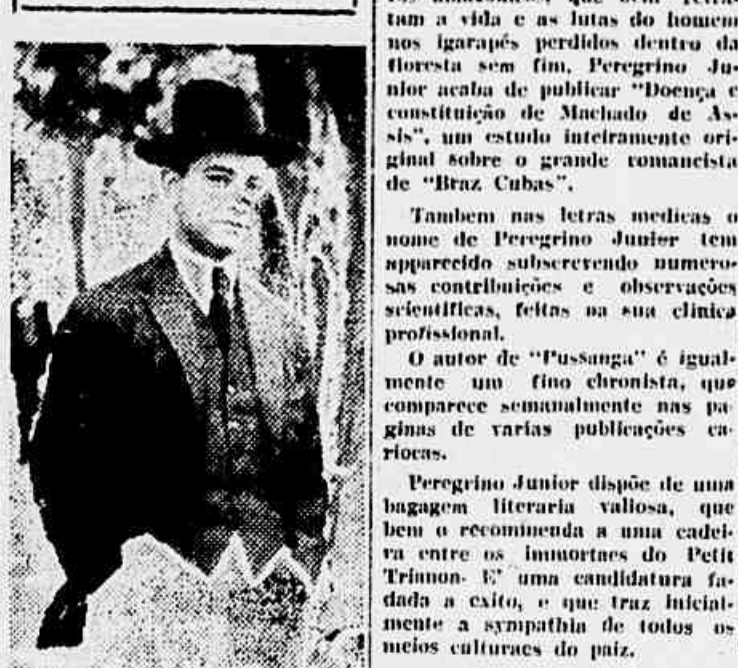 tam a vida e as lutas do homem
nos igarapés perdidos dentro da
floresta sem fim, Peregrino Ju-
nior acaba de publicar "Doença e
constituição de Machado de As-
sis", um estudo inteiramente ori-
ginal sobre o grande romancista
de "Braz Cubas".
Tambem nas letras medicas o
nome de Peregrino Junior tem
apparecido subscrevendo numero-
sas contribuições e observações
scientificas, feitas na sua clinica
profissional.
O autor de "Pussanga" é igual-
mente um fino chronista, que
comparece semanalmente nas pa-
ginas de varias publicações ca-
riocas.
Peregrino Junior dispõe de uma
bagagem literaria valiosa, que
bem o recommenda a uma cadei-
ra entre os immortaes do Petit
Trianon. E' uma candidatura fa-
dada a exito, e que traz inicial-
mente a sympathia de todos os
meios culturaes do paiz.